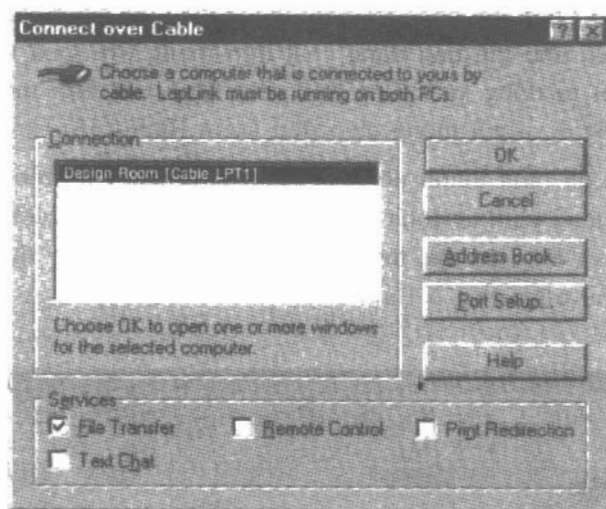 Connect over Cable
Choose a computer that is connected to yours by
cable. LapLink must be running on both PCs.
Connection
Design Room [Cable LPT1]
Choose OK to open one or more windows
for the selected computer.
OK
Cancel
Address Book...
Port Setup...
Help
Services
File Transfer
Remote Control
Print Redirection
Text Chat